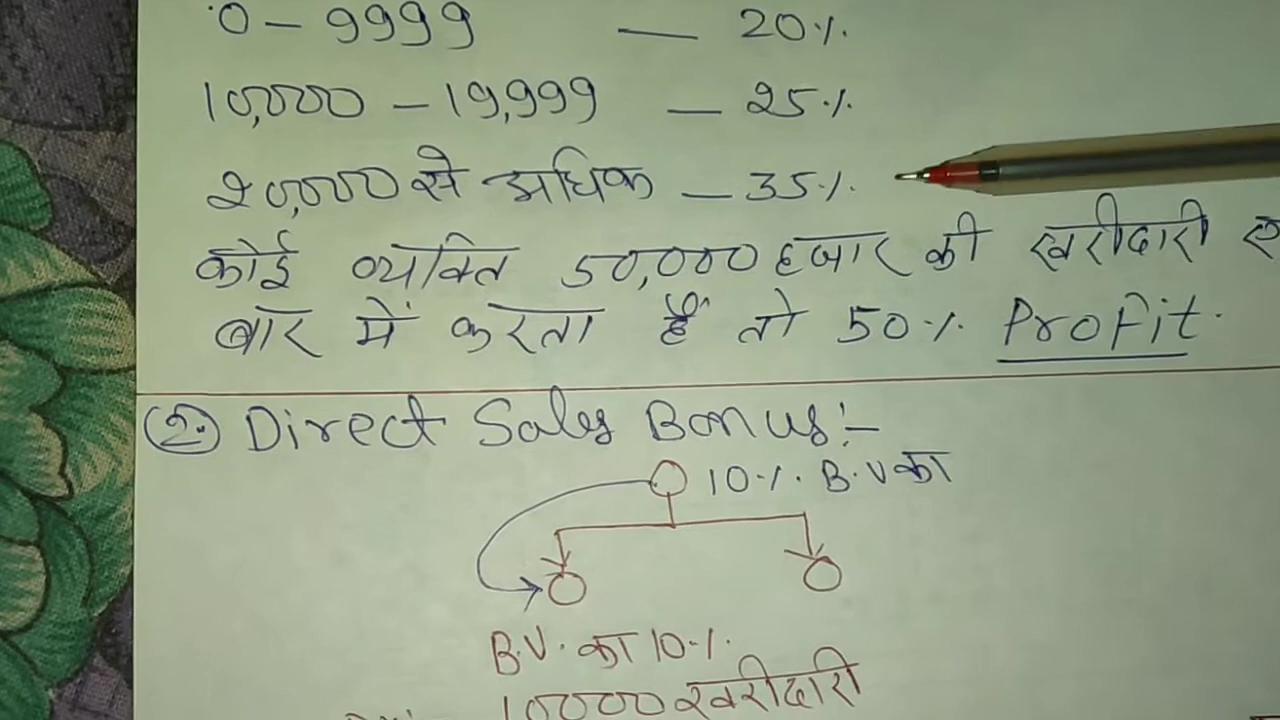 0 - 9999 — 20%.
10,000 - 19,999 — 25%.
20,000 से अधिक — 35%.
कोई व्यक्ति 50,000 हजार की खरीदारी
बार में करता है तो 50%. Profit.
(2.) Direct Sales Bonus:-
10%. B.V का
B.V. का 10%.
10000 खरीदारी